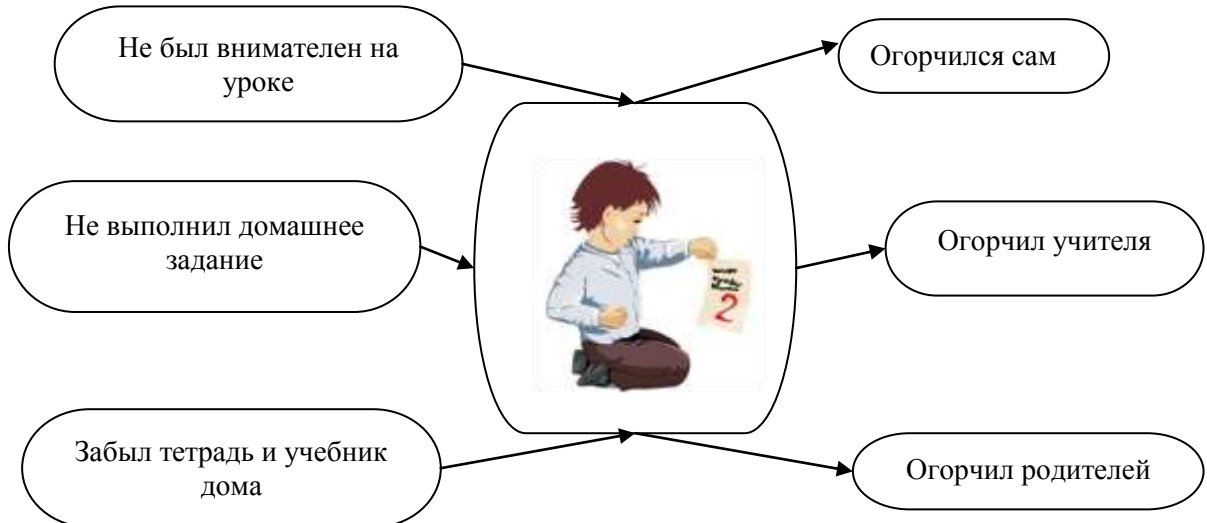 Не был внимателен на
уроке
Огорчился сам
Не выполнил домашнее
задание
Огорчил учителя
2
Забыл тетрадь и учебник
дома
Огорчил родителей